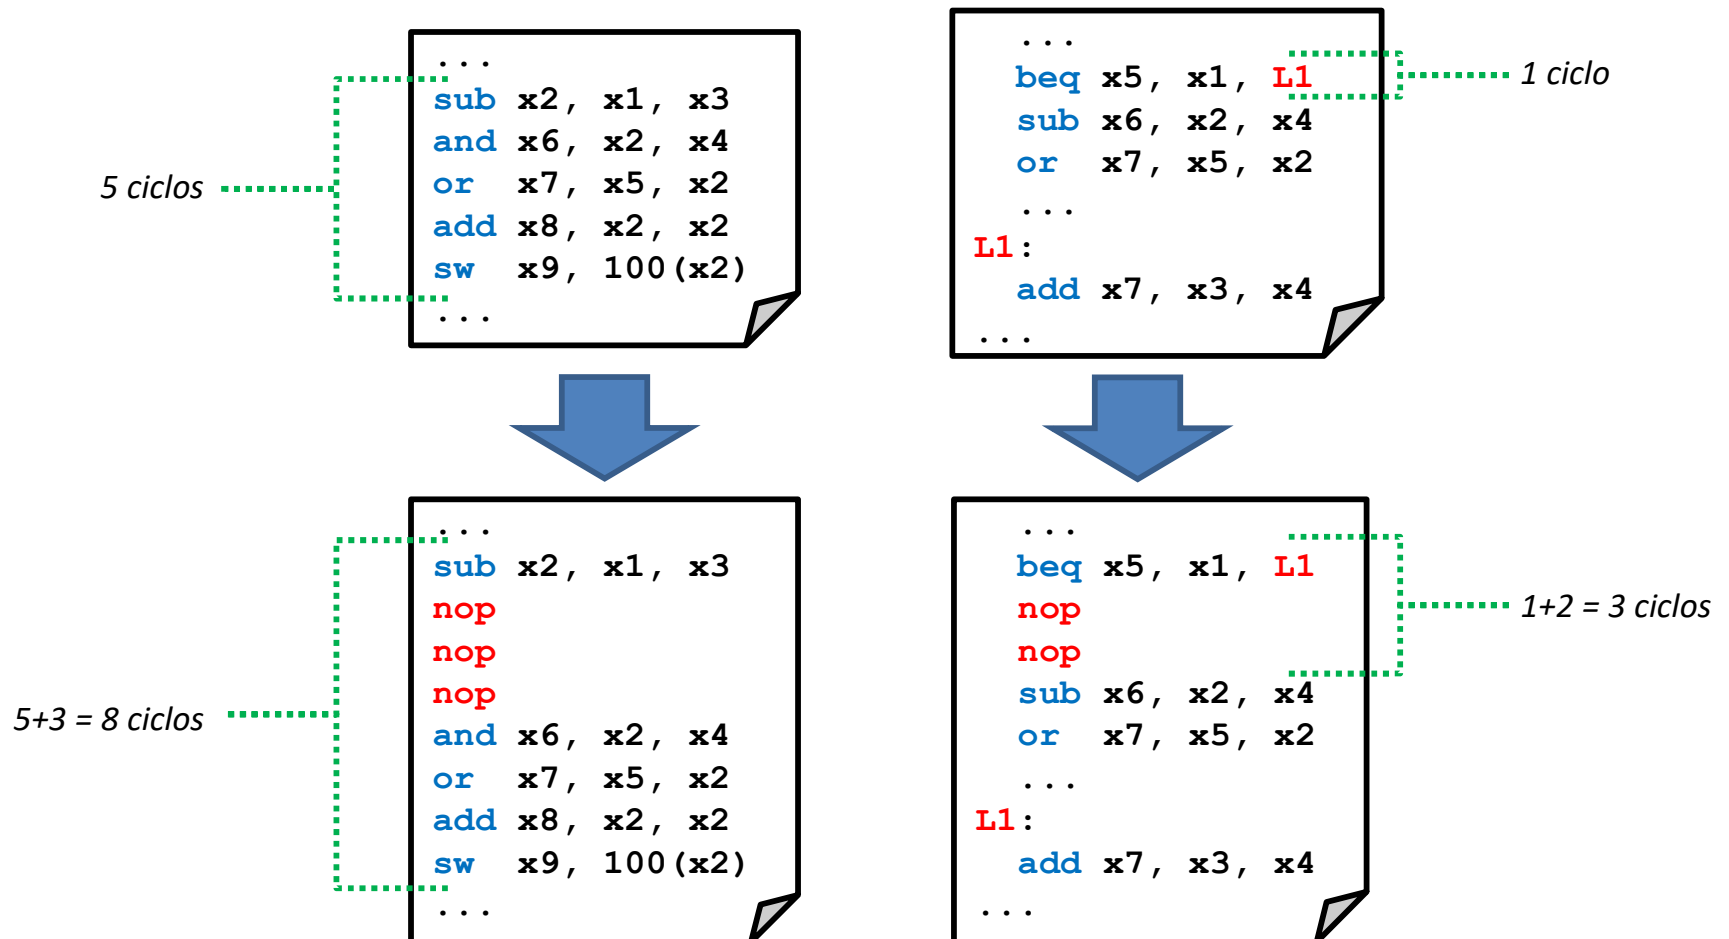 ...
sub x2, x1, x3
and x6, x2, x4
or x7, x5, x2
add x8, x2, x2
sw x9, 100(x2)
...
5 ciclos
...
beq x5, x1, L1
sub x6, x2, x4
or x7, x5, x2
...
L1:
add x7, x3, x4
...
1 ciclo
...
sub x2, x1, x3
nop
nop
nop
and x6, x2, x4
or x7, x5, x2
add x8, x2, x2
sw x9, 100(x2)
...
5+3 = 8 ciclos
...
beq x5, x1, L1
nop
nop
sub x6, x2, x4
or x7, x5, x2
...
L1:
add x7, x3, x4
...
1+2 = 3 ciclos